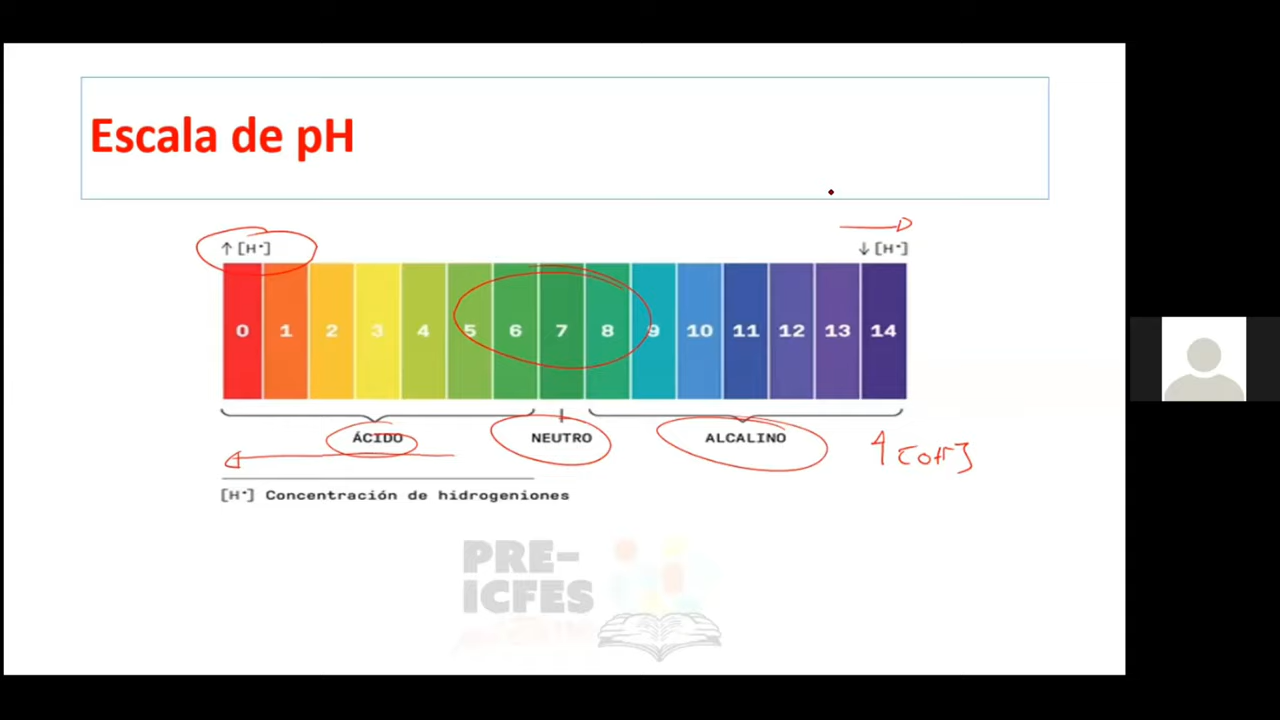 Escala de pH
↑ [H⁺] ↓ [H⁺]
0 1 2 3 4 5 6 7 8 9 10 11 12 13 14
ÁCIDO NEUTRO ALCALINO
[H⁺] Concentración de hidrogeniones
PRE-
ICFES